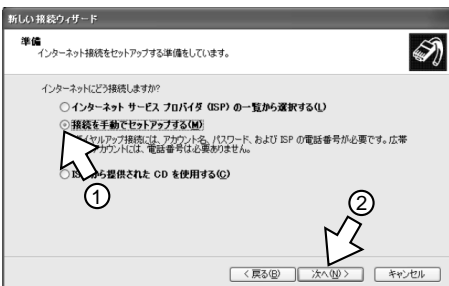 新しい接続ウィザード
準備
インターネット接続をセットアップする準備をしています。
インターネットにどう接続しますか?
インターネット サービス プロバイダ (ISP) の一覧から選択する(L)
接続を手動でセットアップする(M)
イヤルアップ接続には、アカウント名、パスワード、および ISP の電話番号が必要です。広帯
アカウントには、電話番号は必要ありません。
から提供された CD を使用する(C)
①
②
< 戻る(B)
次へ(N) >
キャンセル